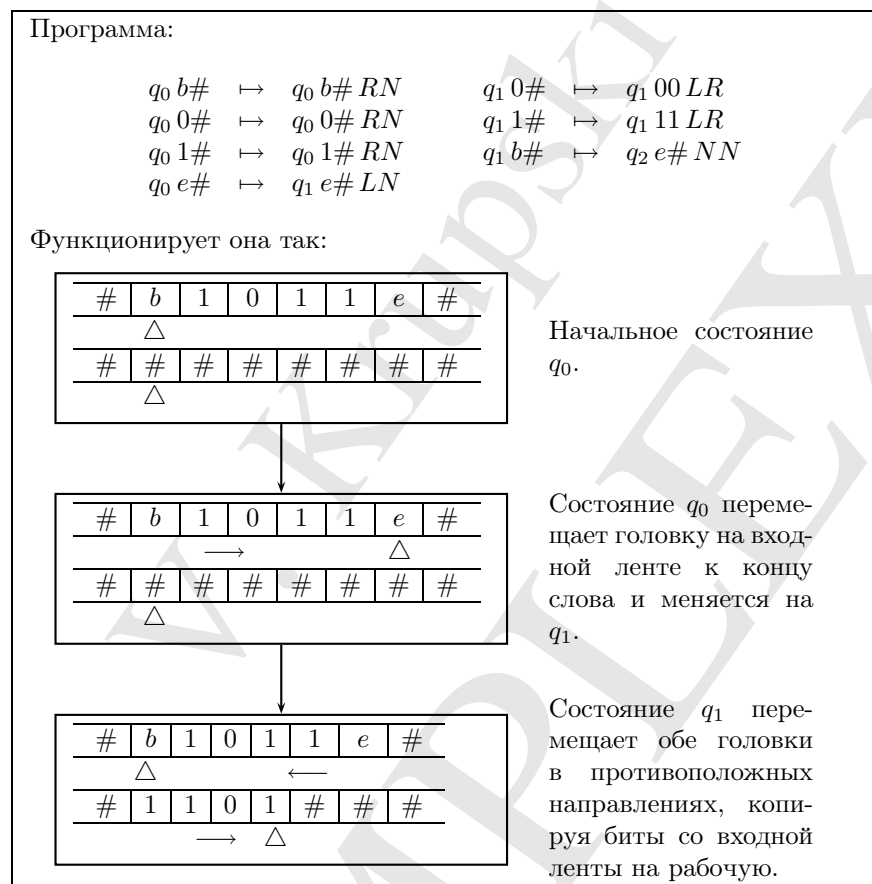 Программа:
q₀ b# ↦ q₀ b# RN q₁ 0# ↦ q₁ 00 LR
q₀ 0# ↦ q₀ 0# RN q₁ 1# ↦ q₁ 11 LR
q₀ 1# ↦ q₀ 1# RN q₁ b# ↦ q₂ e# NN
q₀ e# ↦ q₁ e# LN
Функционирует она так:
# b 1 0 1 1 e #
△
# # # # # # # #
△
Начальное состояние
q₀.
# b 1 0 1 1 e #
⟶ △
# # # # # # # #
△
Состояние q₀ переме-
щает головку на вход-
ной ленте к концу
слова и меняется на
q₁.
# b 1 0 1 1 e #
△ ⟵
# 1 1 0 1 # # #
⟶ △
Состояние q₁ пере-
мещает обе головки
в противоположных
направлениях, копи-
руя биты со входной
ленты на рабочую.
V. Krupski